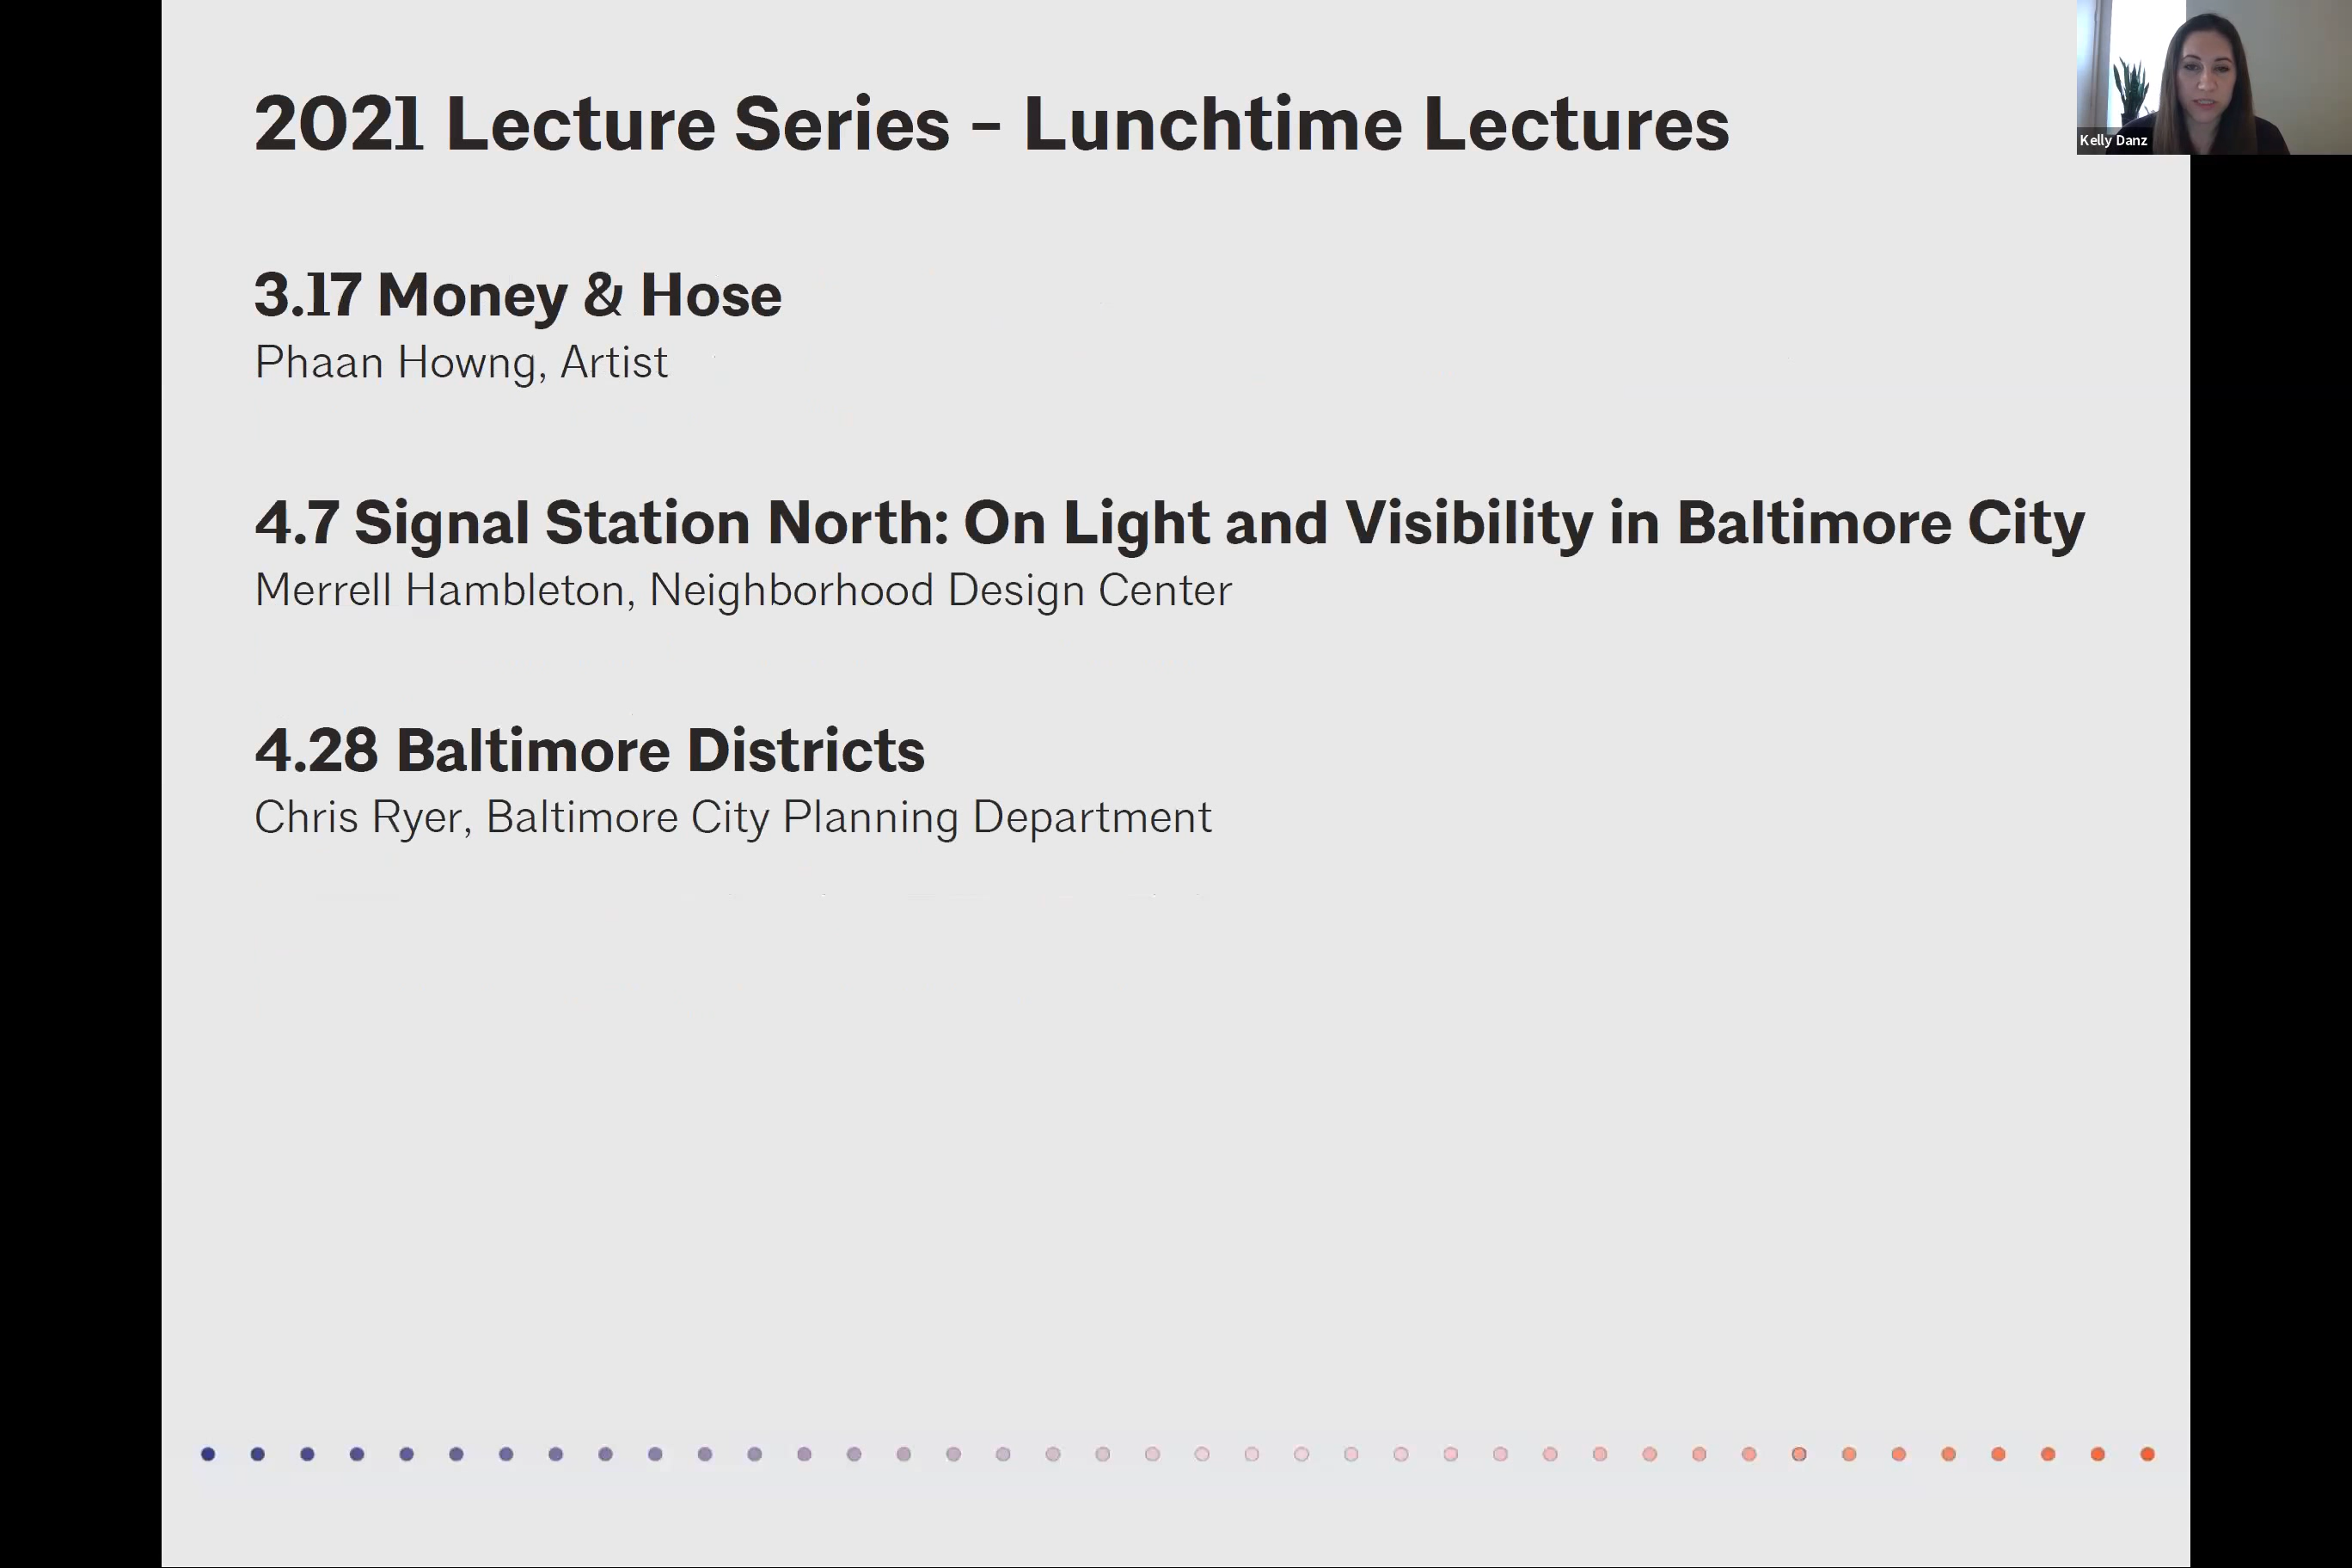 2021 Lecture Series – Lunchtime Lectures
Kelly Danz
3.17 Money & Hose
Phaan Howng, Artist
4.7 Signal Station North: On Light and Visibility in Baltimore City
Merrell Hambleton, Neighborhood Design Center
4.28 Baltimore Districts
Chris Ryer, Baltimore City Planning Department